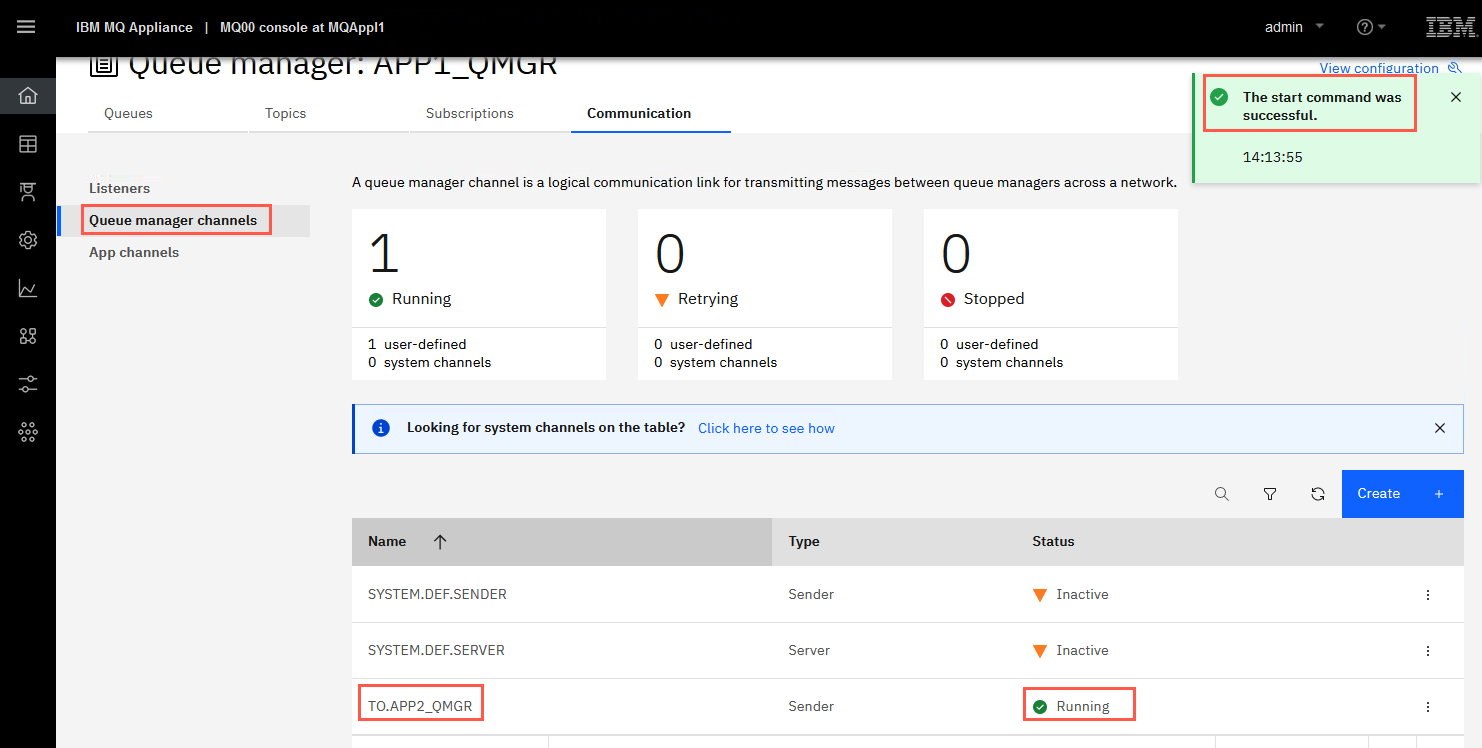 IBM MQ Appliance | MQ00 console at MQAppl1
admin
IBM
Queue manager: APP1_QMGR
View configuration
Queues
Topics
Subscriptions
Communication
The start command was
successful.
14:13:55
Listeners
Queue manager channels
App channels
A queue manager channel is a logical communication link for transmitting messages between queue managers across a network.
1
Running
1 user-defined
0 system channels
0
Retrying
0 user-defined
0 system channels
0
Stopped
0 user-defined
0 system channels
Looking for system channels on the table? Click here to see how
Create +
Name Type Status
SYSTEM.DEF.SENDER Sender Inactive
SYSTEM.DEF.SERVER Server Inactive
TO.APP2_QMGR Sender Running